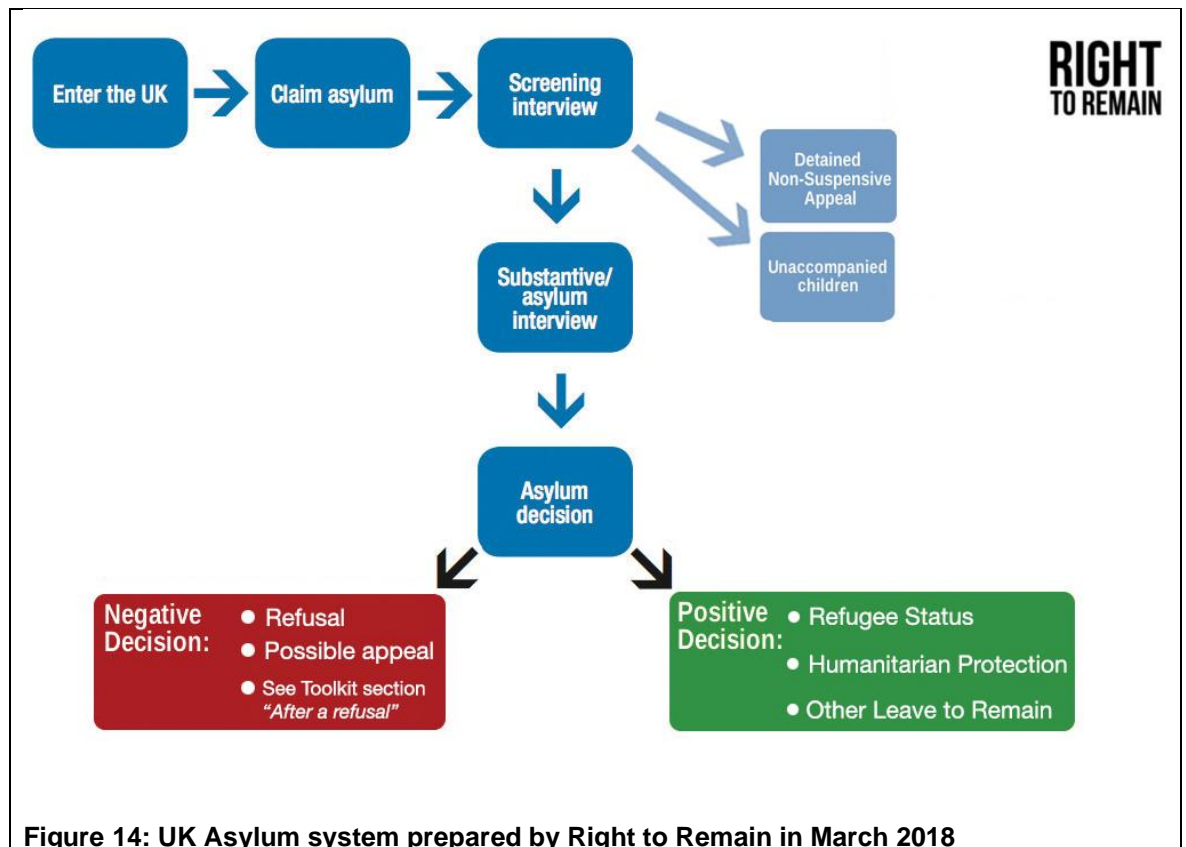 Enter the UK
Claim asylum
Screening
interview
RIGHT
TO REMAIN
Detained
Non-Suspensive
Appeal
Unaccompanied
children
Substantive/
asylum
interview
Asylum
decision
Negative
Decision:
● Refusal
● Possible appeal
● See Toolkit section
"After a refusal"
Positive
Decision:
● Refugee Status
● Humanitarian Protection
● Other Leave to Remain
Figure 14: UK Asylum system prepared by Right to Remain in March 2018